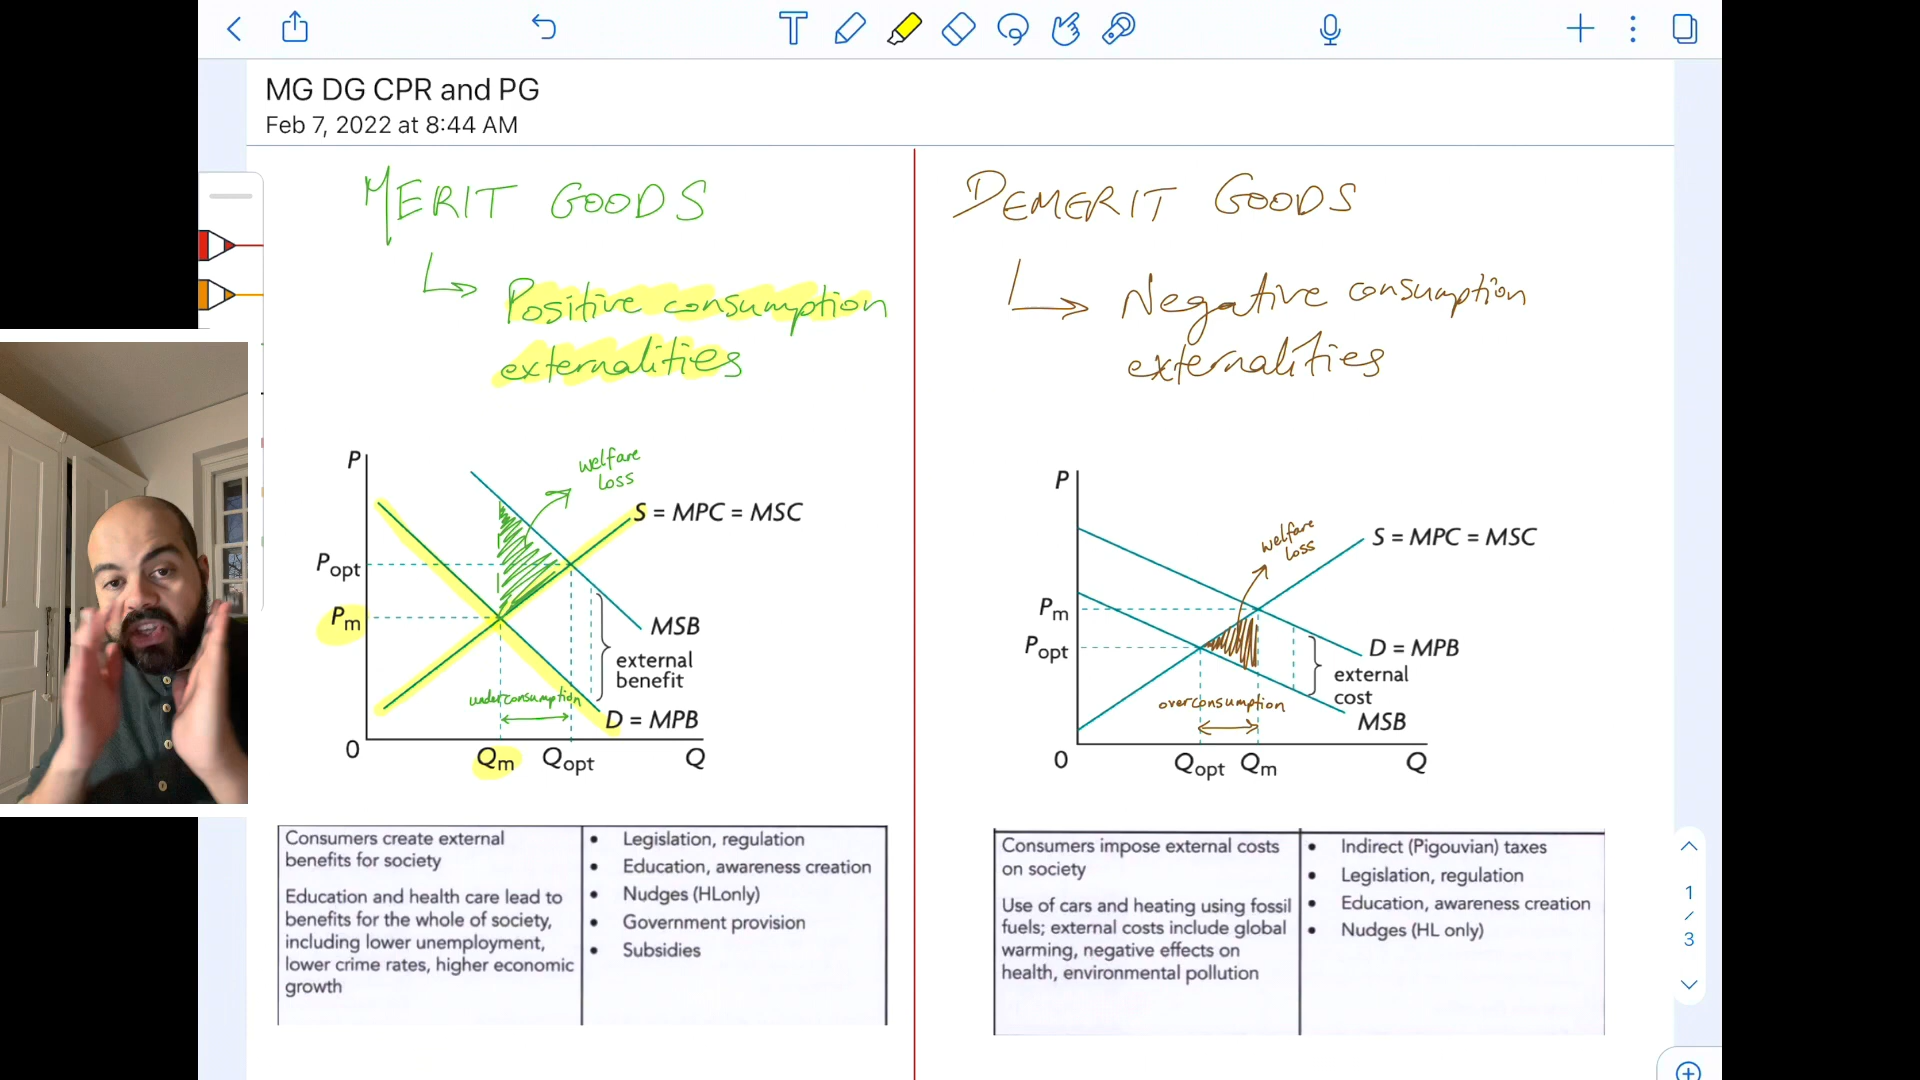 MG DG CPR and PG
Feb 7, 2022 at 8:44 AM
MERIT GOODS
Positive consumption
externalities
P
welfare
loss
S = MPC = MSC
Popt
Pm
MSB
external
benefit
underconsumption
D = MPB
0
Qm
Qopt
Q
Consumers create external
benefits for society
Education and health care lead to
benefits for the whole of society,
including lower unemployment,
lower crime rates, higher economic
growth
• Legislation, regulation
• Education, awareness creation
• Nudges (HLonly)
• Government provision
• Subsidies
DEMERIT GOODS
Negative consumption
externalities
P
welfare
loss
S = MPC = MSC
Pm
Popt
D = MPB
external
cost
overconsumption
MSB
0
Qopt
Qm
Q
Consumers impose external costs
on society
Use of cars and heating using fossil
fuels; external costs include global
warming, negative effects on
health, environmental pollution
• Indirect (Pigouvian) taxes
• Legislation, regulation
• Education, awareness creation
• Nudges (HL only)
1
/
3